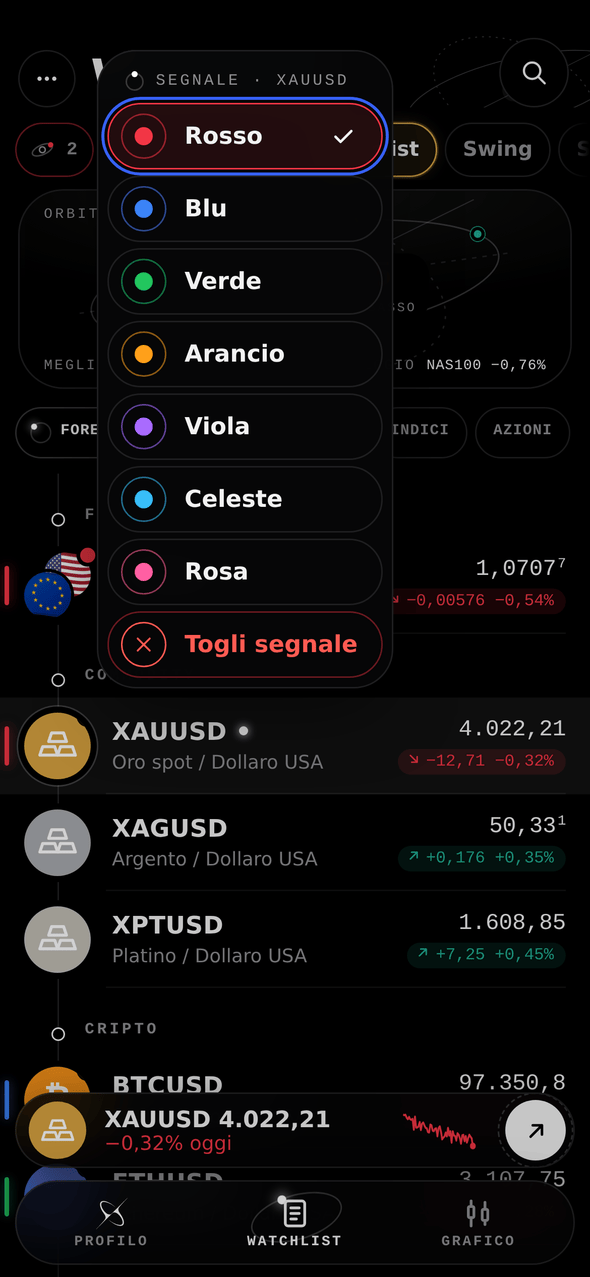 SEGNALE · XAUUSD
2
Rosso
ist
Swing
Blu
ORBIT
Verde
SSO
Arancio
MEGLI
IO NAS100 −0,76%
Viola
FORE
INDICI
AZIONI
Celeste
Rosa
1,0707⁷
−0,00576 −0,54%
Togli segnale
CO
XAUUSD
4.022,21
Oro spot / Dollaro USA
−12,71 −0,32%
XAGUSD
50,33¹
Argento / Dollaro USA
+0,176 +0,35%
XPTUSD
1.608,85
Platino / Dollaro USA
+7,25 +0,45%
CRIPTO
BTCUSD
97.350,8
XAUUSD 4.022,21
−0,32% oggi
3.107,75
PROFILO
WATCHLIST
GRAFICO